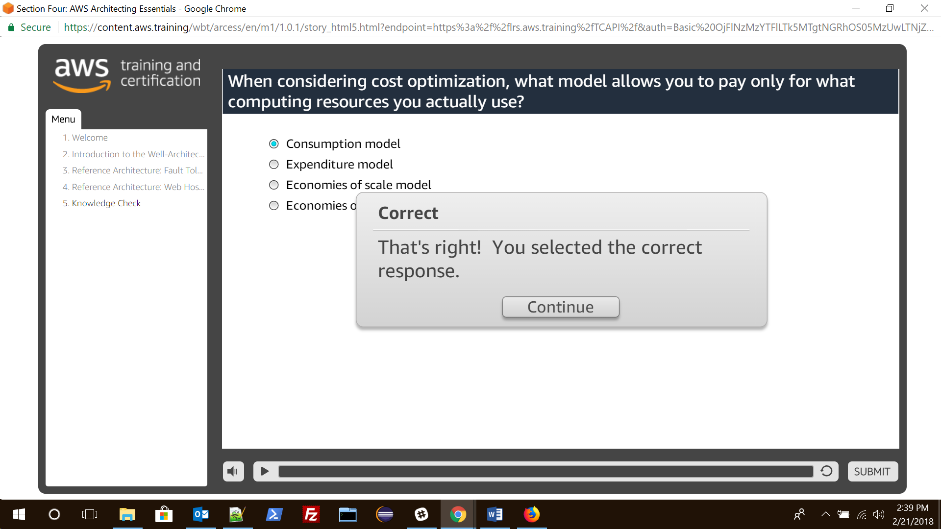 Section Four: AWS Architecting Essentials - Google Chrome
Secure https://content.aws.training/wbt/arcess/en/m1/1.0.1/story_html5.html?endpoint=https%3a%2f%2flrs.aws.training%2fTCAPI%2f&auth=Basic%20OjFlNzMzYTFlLTk5MTgtNGRhOS05MzUwLTNjZ...
aws training and
certification
When considering cost optimization, what model allows you to pay only for what
computing resources you actually use?
Menu
1. Welcome
2. Introduction to the Well-Architec...
3. Reference Architecture: Fault Tol...
4. Reference Architecture: Web Hos...
5. Knowledge Check
Consumption model
Expenditure model
Economies of scale model
Economies o
Correct
That's right! You selected the correct
response.
Continue
SUBMIT
2:39 PM
2/21/2018